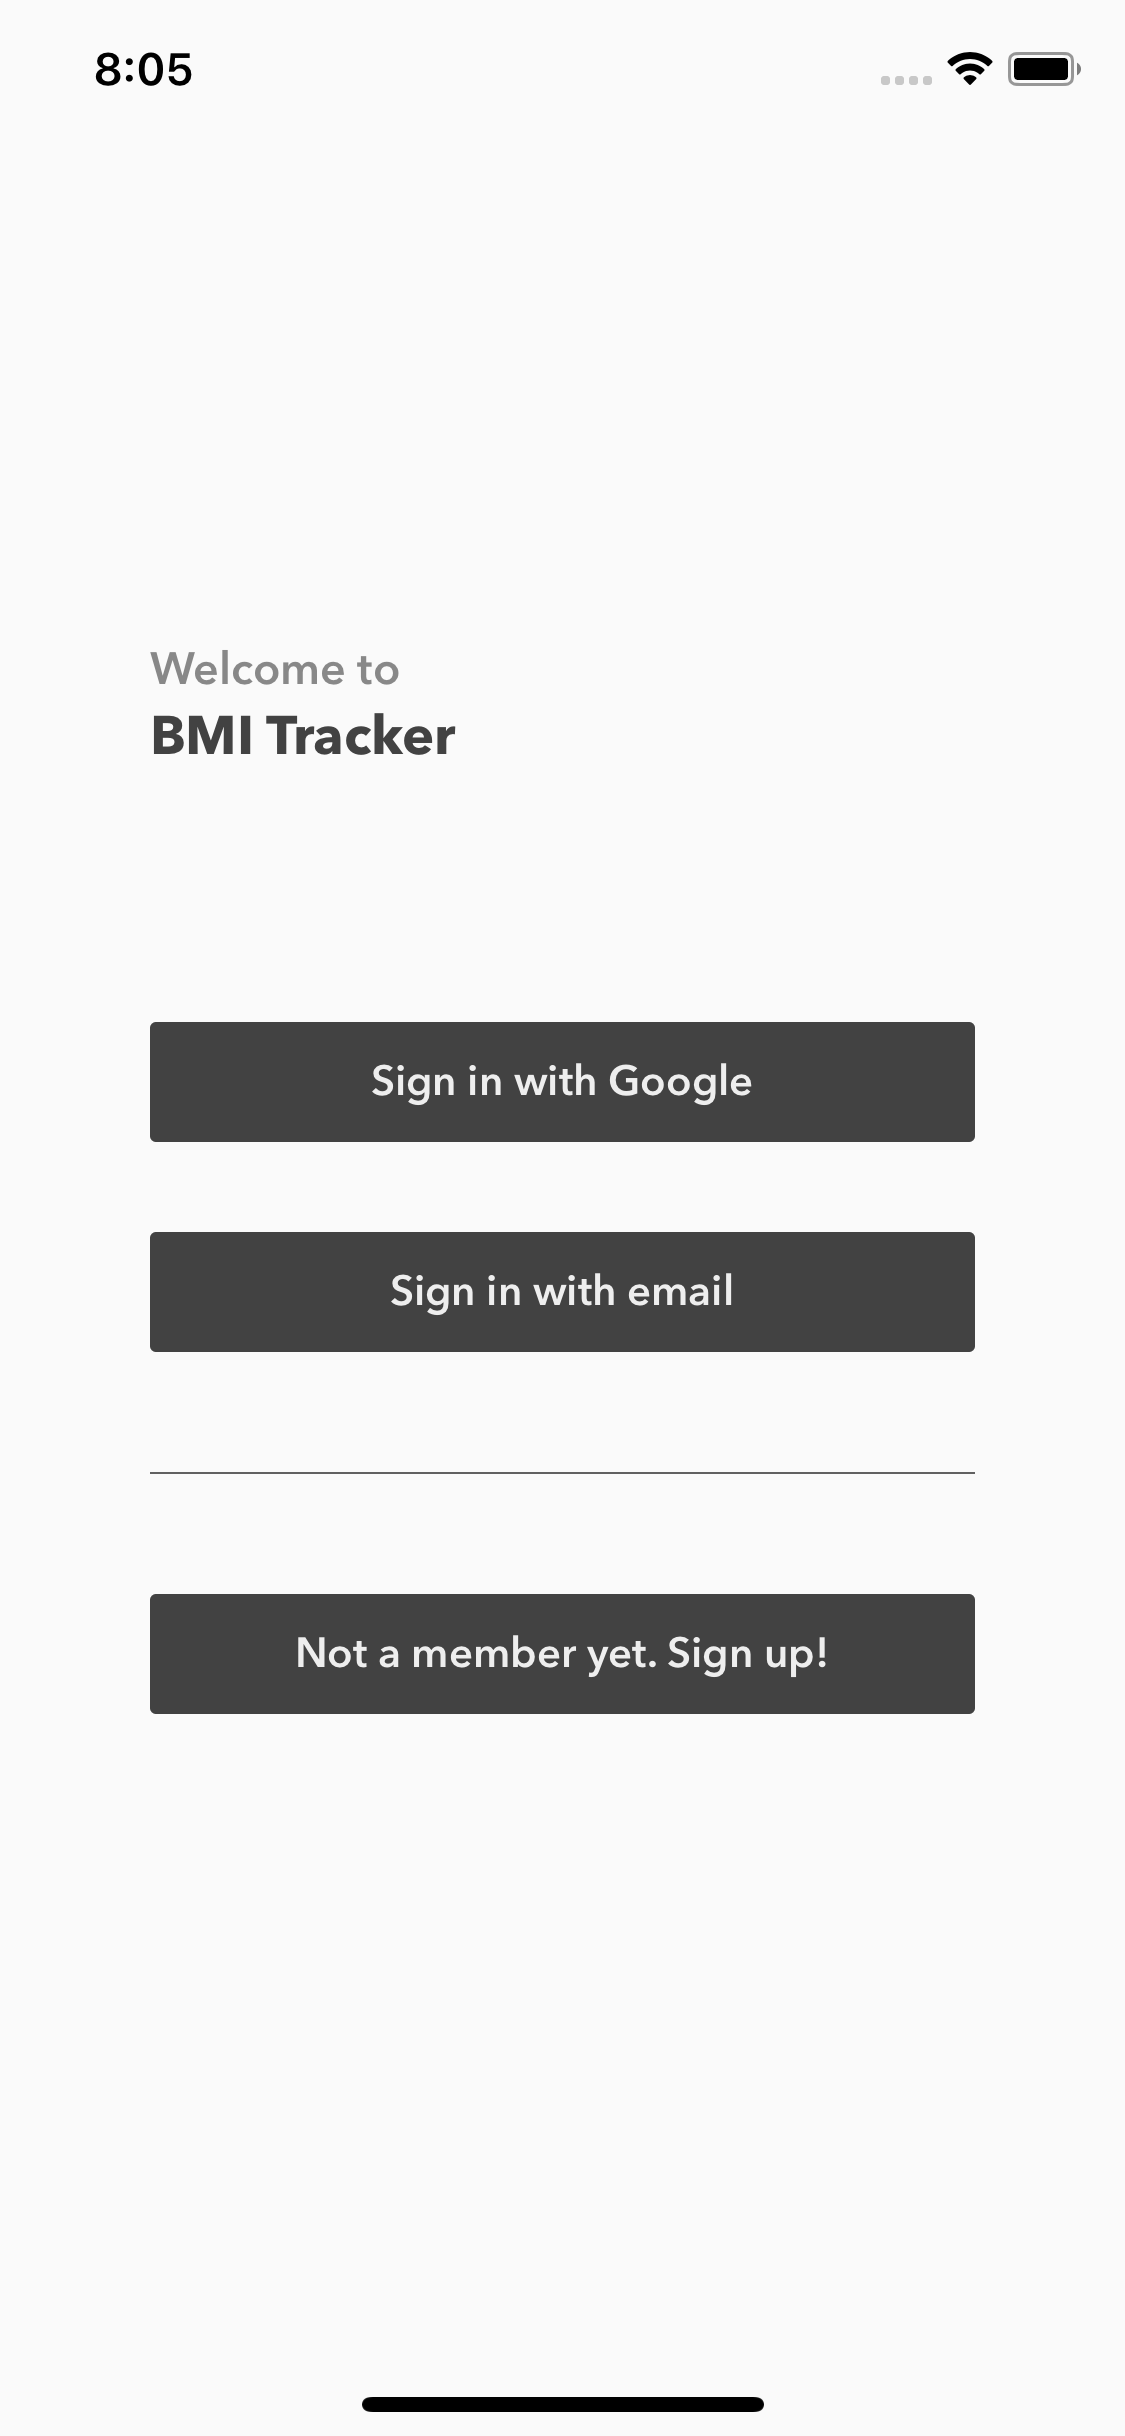 8:05
Welcome to
BMI Tracker
Sign in with Google
Sign in with email
Not a member yet. Sign up!